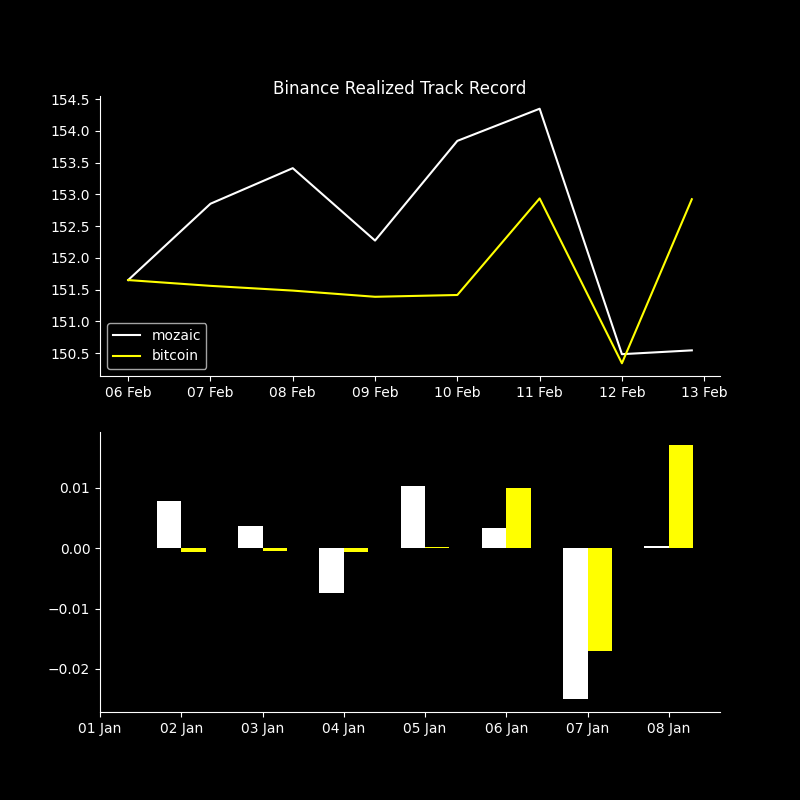 Binance Realized Track Record
154.5
154.0
153.5
153.0
152.5
152.0
151.5
151.0
150.5
mozaic
bitcoin
06 Feb 07 Feb 08 Feb 09 Feb 10 Feb 11 Feb 12 Feb 13 Feb
0.01
0.00
−0.01
−0.02
01 Jan 02 Jan 03 Jan 04 Jan 05 Jan 06 Jan 07 Jan 08 Jan